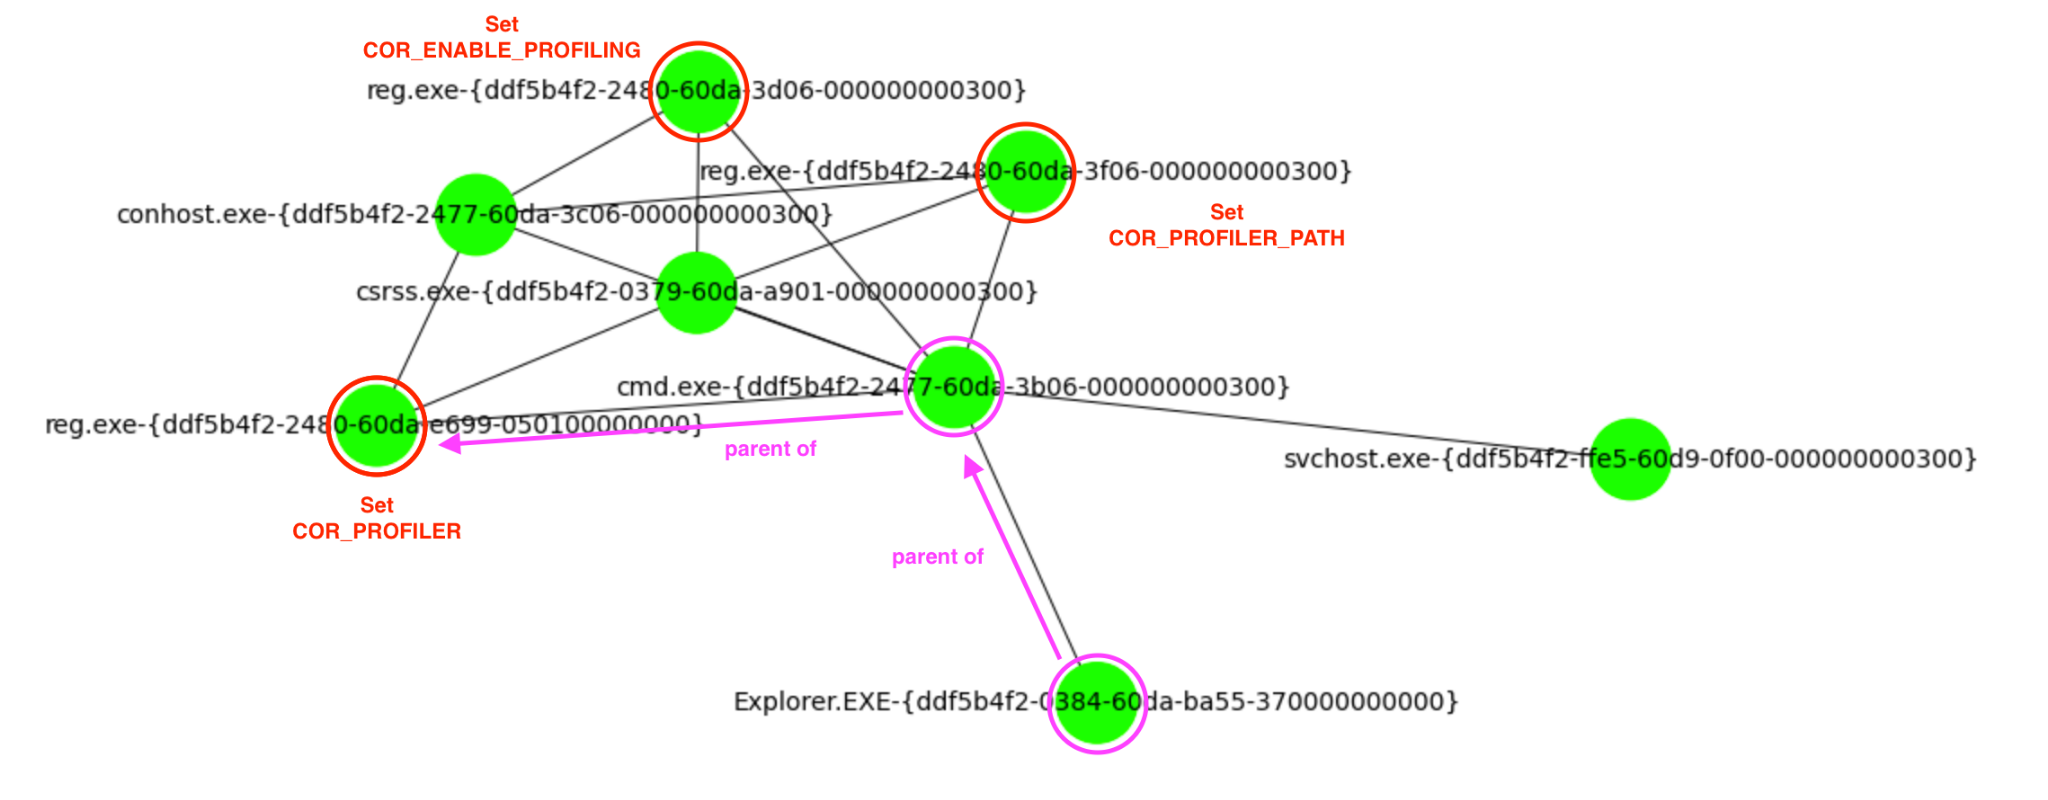 Set
COR_ENABLE_PROFILING
reg.exe-{ddf5b4f2-2480-60da-3d06-000000000300}
reg.exe-{ddf5b4f2-2480-60da-3f06-000000000300}
conhost.exe-{ddf5b4f2-2477-60da-3c06-000000000300}
Set
COR_PROFILER_PATH
csrss.exe-{ddf5b4f2-0379-60da-a901-000000000300}
cmd.exe-{ddf5b4f2-2477-60da-3b06-000000000300}
reg.exe-{ddf5b4f2-2480-60da-e699-050100000000}
parent of
svchost.exe-{ddf5b4f2-ffe5-60d9-0f00-000000000300}
Set
COR_PROFILER
parent of
Explorer.EXE-{ddf5b4f2-0384-60da-ba55-370000000000}